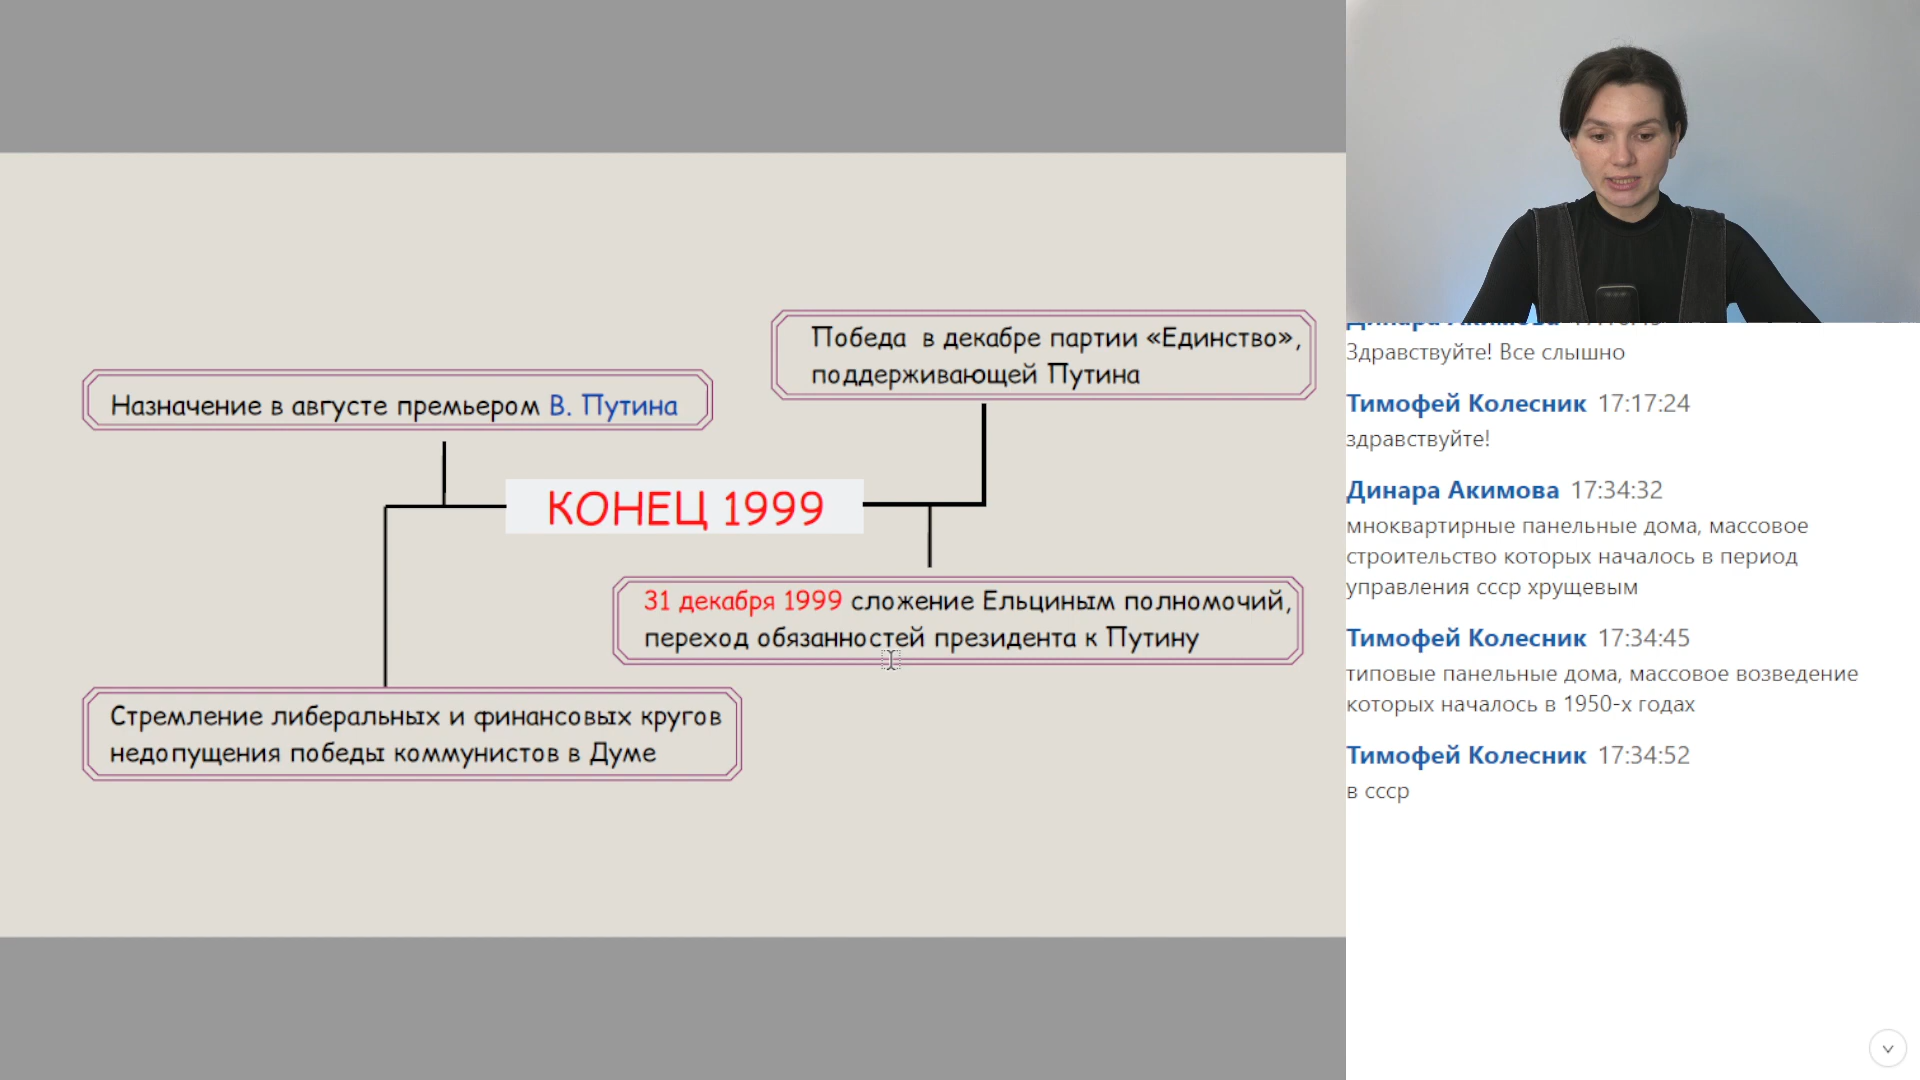 Победа в декабре партии «Единство»,
поддерживающей Путина
Назначение в августе премьером В. Путина
КОНЕЦ 1999
31 декабря 1999 сложение Ельциным полномочий,
переход обязанностей президента к Путину
Стремление либеральных и финансовых кругов
недопущения победы коммунистов в Думе
Здравствуйте! Все слышно
Тимофей Колесник 17:17:24
здравствуйте!
Динара Акимова 17:34:32
мноквартирные панельные дома, массовое
строительство которых началось в период
управления ссср хрущевым
Тимофей Колесник 17:34:45
типовые панельные дома, массовое возведение
которых началось в 1950-х годах
Тимофей Колесник 17:34:52
в ссср